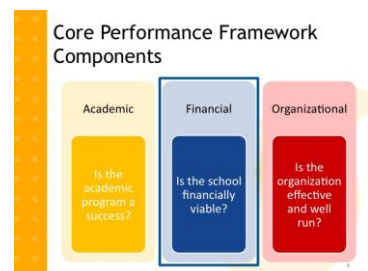 Core Performance Framework
Components
Academic
Financial
Organizational
Is the
academic
program a
success?
Is the school
financially
viable?
Is the
organization
effective
and well
run?